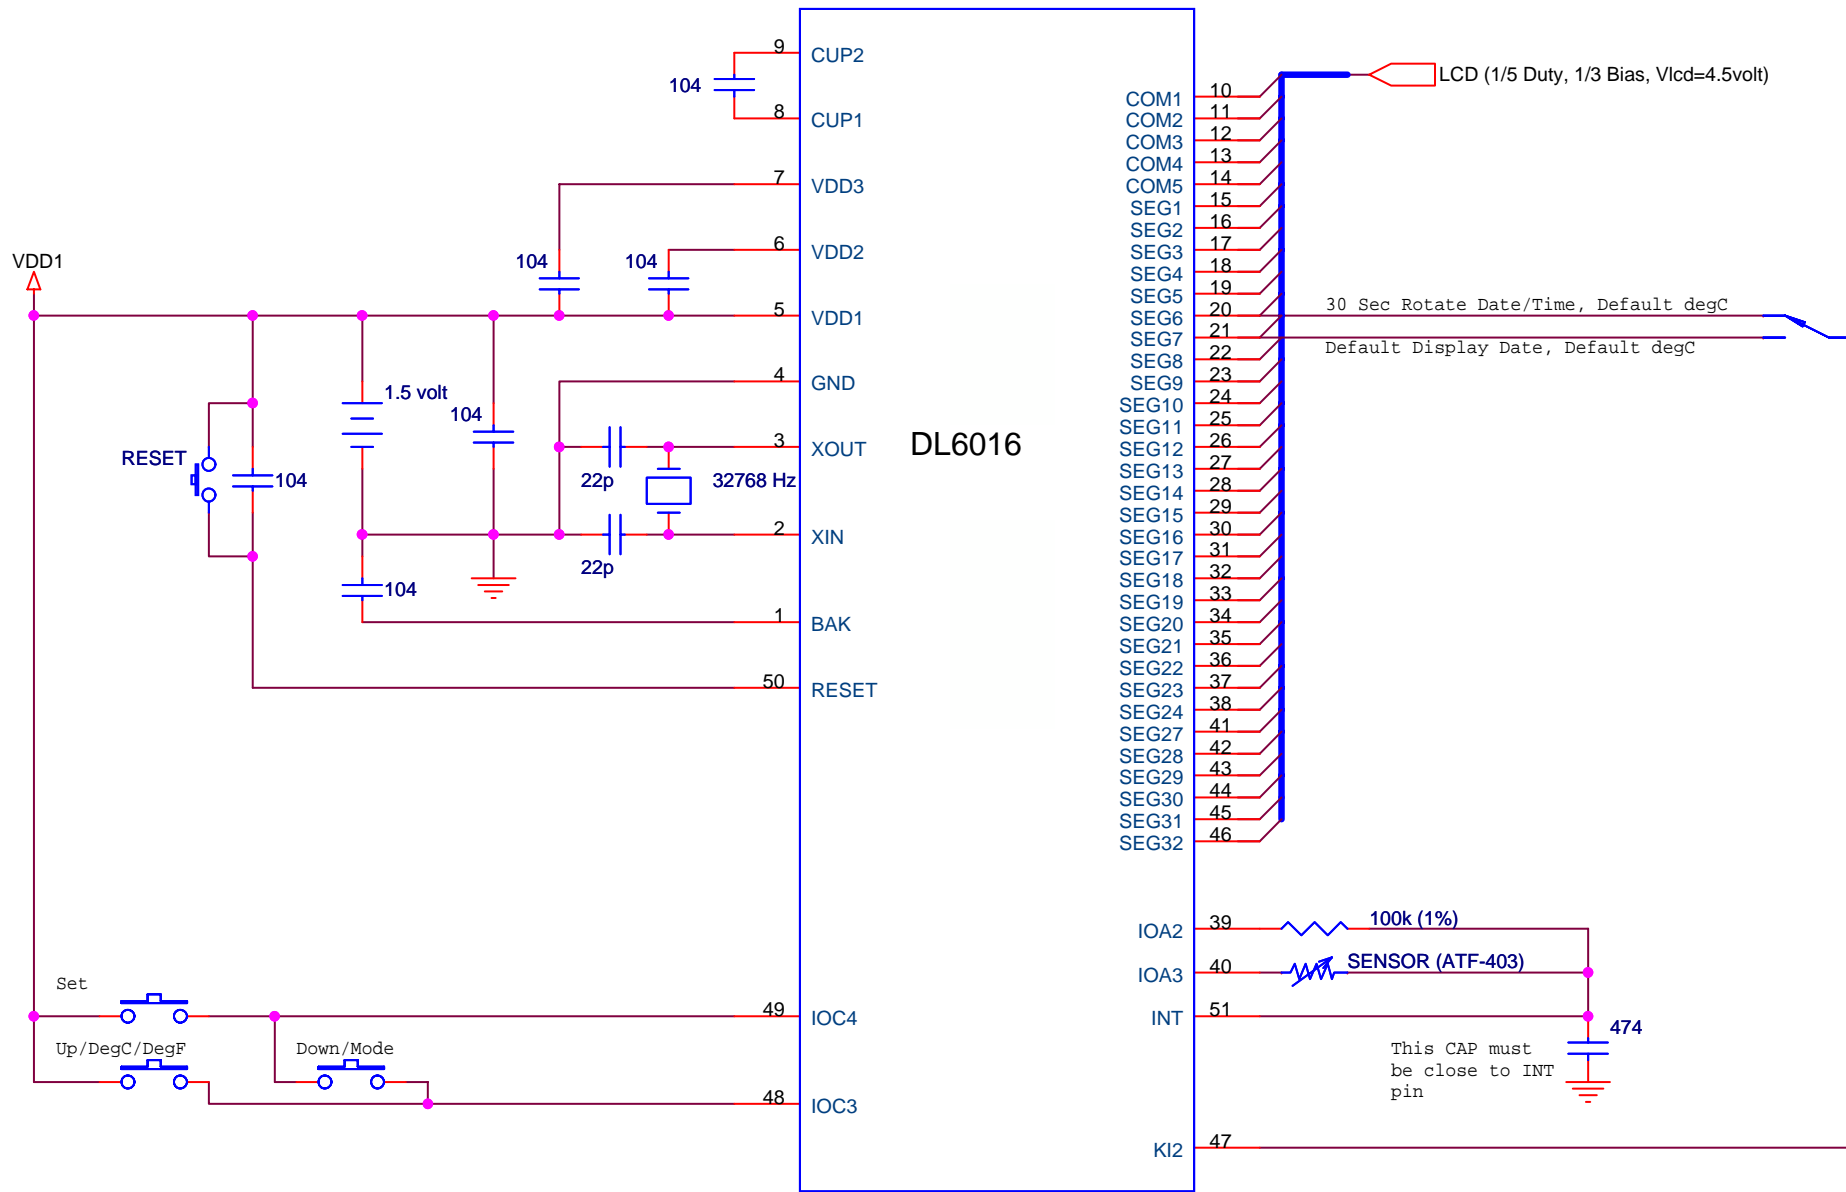 9 CUP2
104
8 CUP1
7 VDD3
6 VDD2
104
104
VDD1
5 VDD1
4 GND
1.5 volt
104
3 XOUT
RESET
104
22p
32768 Hz
2 XIN
22p
104
1 BAK
50 RESET
Set
49 IOC4
Up/DegC/DegF
Down/Mode
48 IOC3
DL6016
LCD (1/5 Duty, 1/3 Bias, Vlcd=4.5volt)
COM1 10
COM2 11
COM3 12
COM4 13
COM5 14
SEG1 15
SEG2 16
SEG3 17
SEG4 18
SEG5 19
SEG6 20
SEG7 21
SEG8 22
SEG9 23
SEG10 24
SEG11 25
SEG12 26
SEG13 27
SEG14 28
SEG15 29
SEG16 30
SEG17 31
SEG18 32
SEG19 33
SEG20 34
SEG21 35
SEG22 36
SEG23 37
SEG24 38
SEG27 41
SEG28 42
SEG29 43
SEG30 44
SEG31 45
SEG32 46
30 Sec Rotate Date/Time, Default degC
Default Display Date, Default degC
IOA2 39
100k (1%)
IOA3 40
SENSOR (ATF-403)
INT 51
474
This CAP must
be close to INT
pin
KI2 47